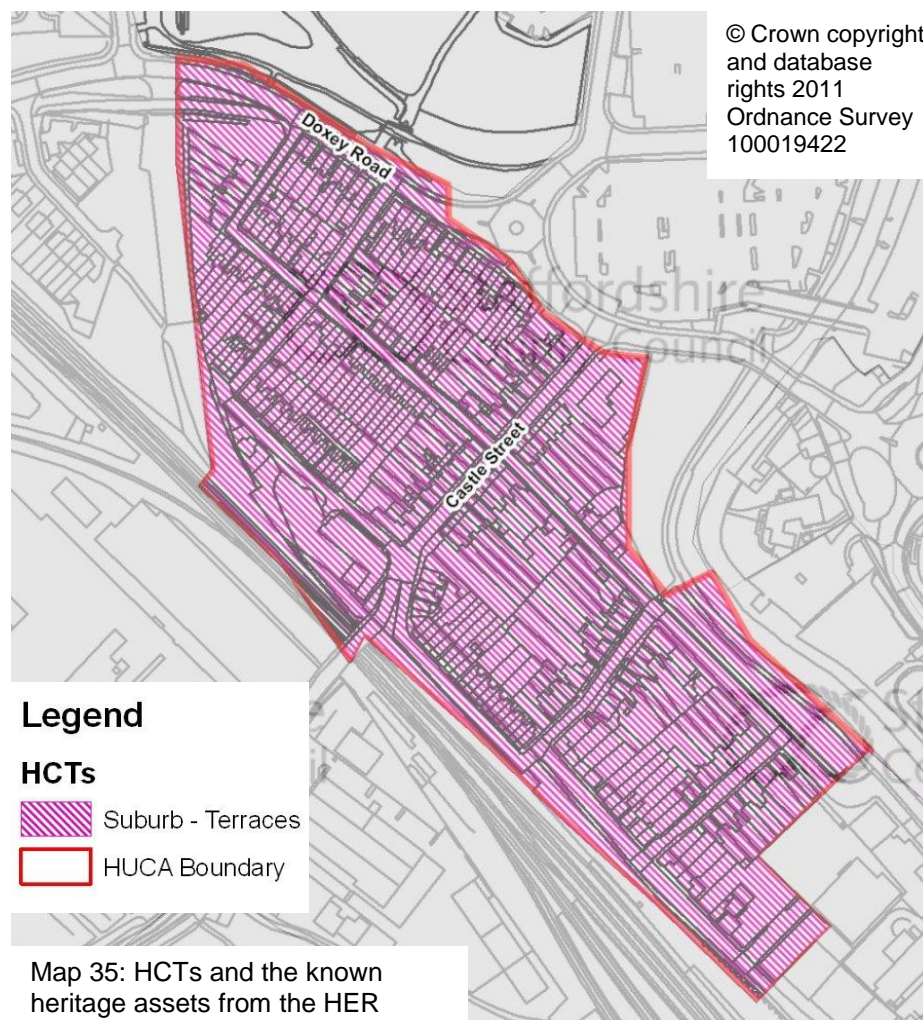 © Crown copyright
and database
rights 2011
Ordnance Survey
100019422
Doxey Road
Castle Street
Legend
HCTs
Suburb - Terraces
HUCA Boundary
Map 35: HCTs and the known
heritage assets from the HER